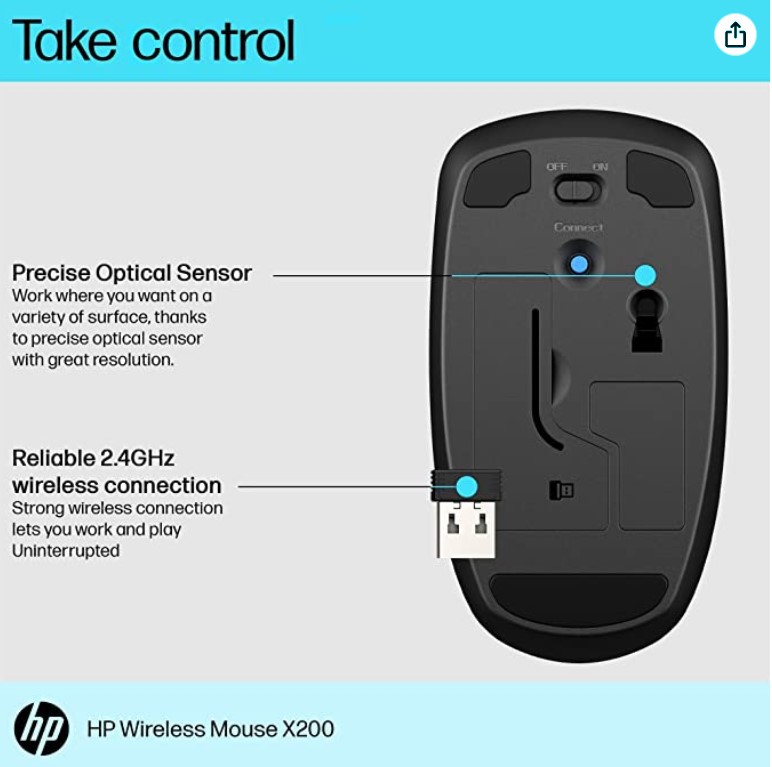 Take control
OFF ON
Connect
Precise Optical Sensor
Work where you want on a
variety of surface, thanks
to precise optical sensor
with great resolution.
Reliable 2.4GHz
wireless connection
Strong wireless connection
lets you work and play
Uninterrupted
hp
HP Wireless Mouse X200